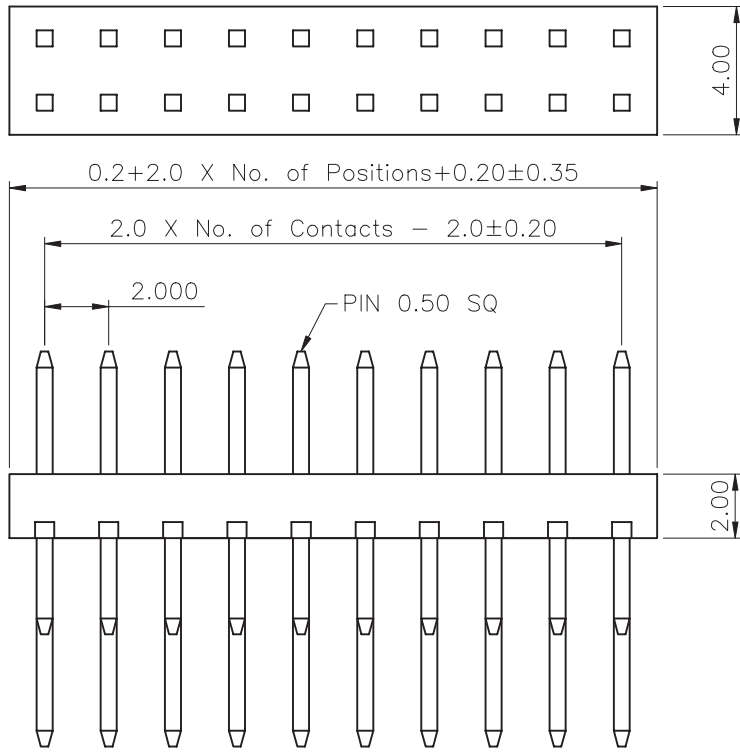 4.00
0.2+2.0 X No. of Positions+0.20±0.35
2.0 X No. of Contacts - 2.0±0.20
2.000
PIN 0.50 SQ
2.00